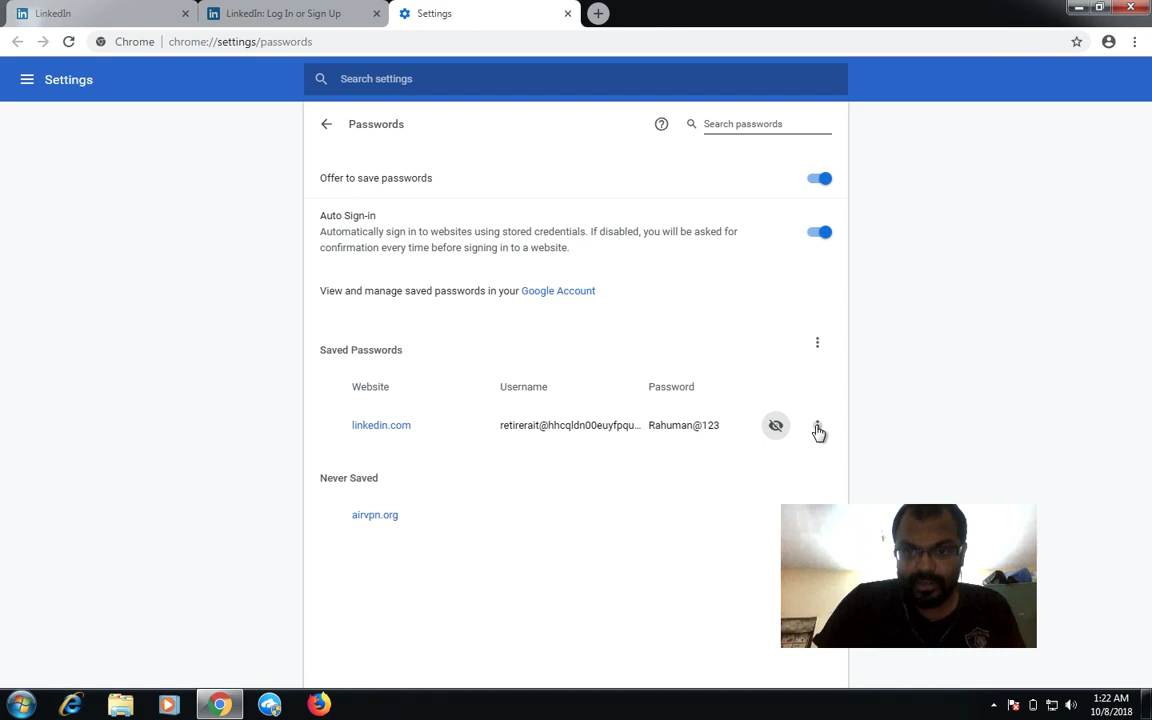 LinkedIn
LinkedIn: Log In or Sign Up
Settings
Chrome
chrome://settings/passwords
Settings
Search settings
Passwords
Search passwords
Offer to save passwords
Auto Sign-in
Automatically sign in to websites using stored credentials. If disabled, you will be asked for
confirmation every time before signing in to a website.
View and manage saved passwords in your Google Account
Saved Passwords
Website Username Password
linkedin.com retirerait@hhcqldn00euyfpqu... Rahuman@123
Never Saved
airvpn.org
1:22 AM
10/8/2018